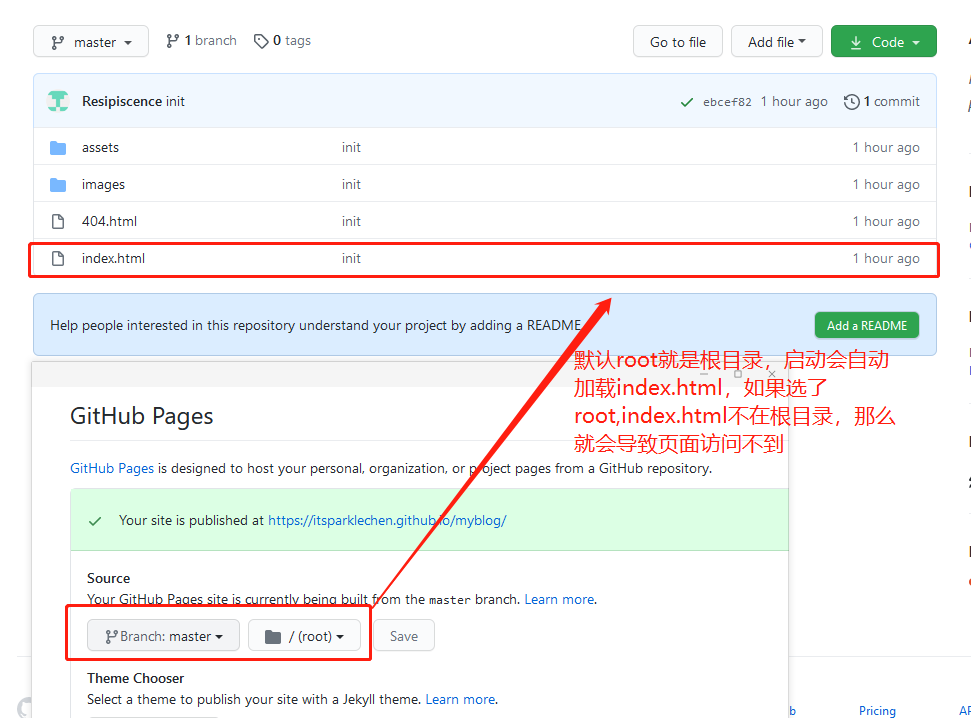 master
1 branch
0 tags
Go to file
Add file
Code
Resipiscence init
ebcef82 1 hour ago
1 commit
assets init 1 hour ago
images init 1 hour ago
404.html init 1 hour ago
index.html init 1 hour ago
Help people interested in this repository understand your project by adding a README
Add a README
默认root就是根目录，启动会自动
加载index.html，如果选了
root,index.html不在根目录，那么
就会导致页面访问不到
GitHub Pages
GitHub Pages is designed to host your personal, organization, or project pages from a GitHub repository.
Your site is published at https://itsparklechen.github.io/myblog/
Source
Your GitHub Pages site is currently being built from the master branch. Learn more.
Branch: master
/ (root)
Save
Theme Chooser
Select a theme to publish your site with a Jekyll theme. Learn more.
Pricing